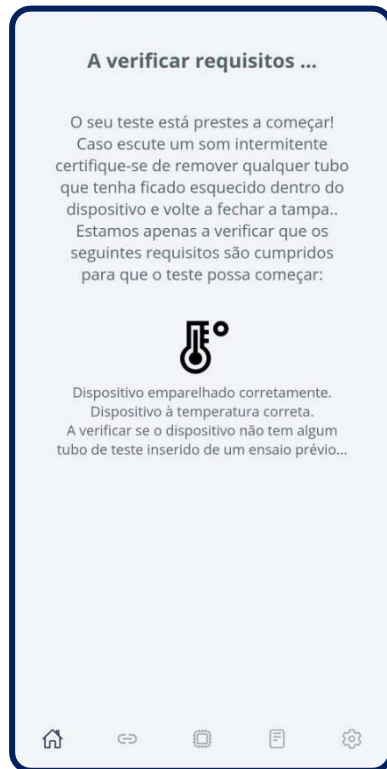 A verificar requisitos ...
O seu teste está prestes a começar!
Caso escute um som intermitente
certifique-se de remover qualquer tubo
que tenha ficado esquecido dentro do
dispositivo e volte a fechar a tampa..
Estamos apenas a verificar que os
seguintes requisitos são cumpridos
para que o teste possa começar:
Dispositivo emparelhado corretamente.
Dispositivo à temperatura correta.
A verificar se o dispositivo não tem algum
tubo de teste inserido de um ensaio prévio...